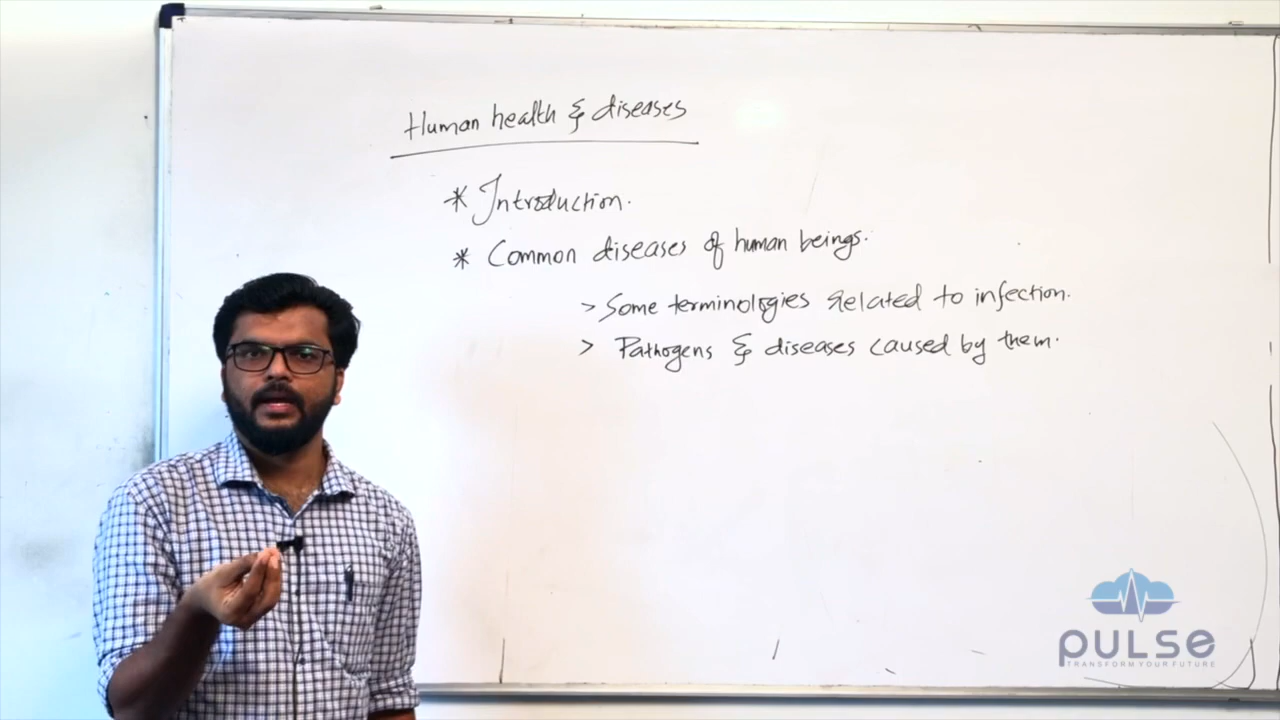 Human health & diseases
* Introduction.
* Common diseases of human beings.
> Some terminologies related to infection.
> Pathogens & diseases caused by them.
PULSE
TRANSFORM YOUR FUTURE